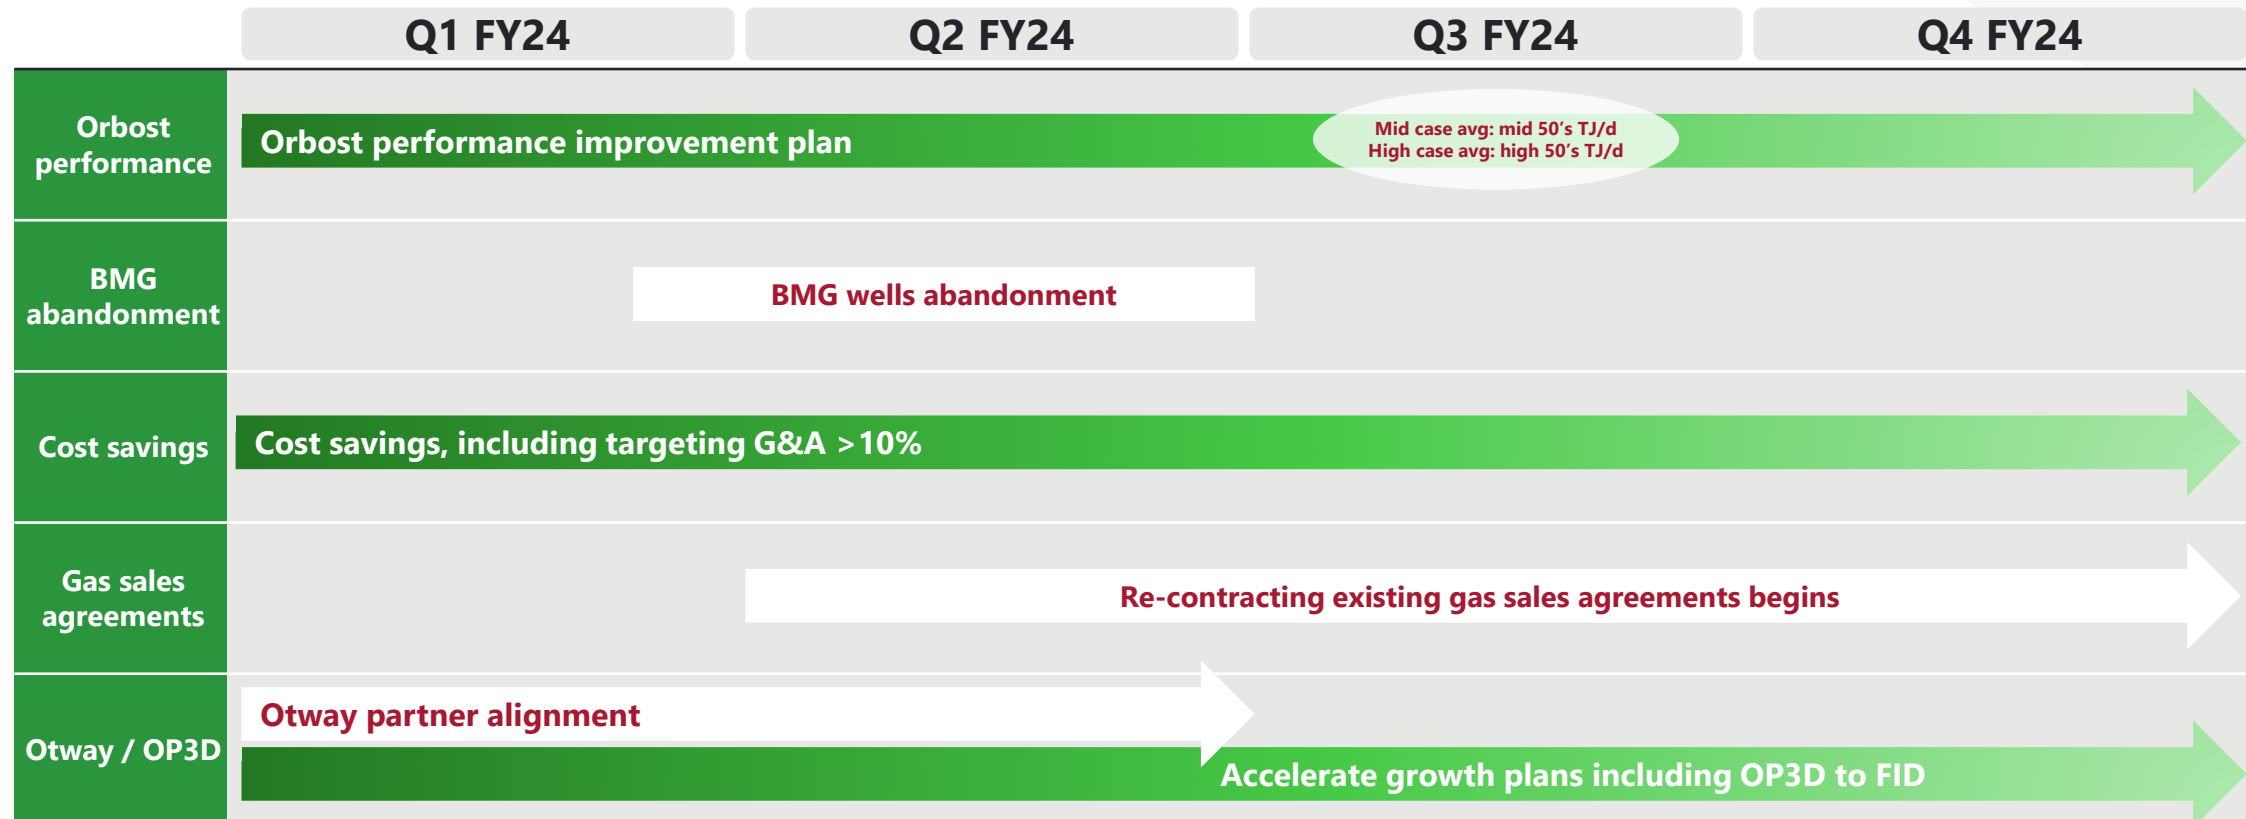 Q1 FY24
Q2 FY24
Q3 FY24
Q4 FY24
Orbost
performance
Orbost performance improvement plan
Mid case avg: mid 50’s TJ/d
High case avg: high 50’s TJ/d
BMG
abandonment
BMG wells abandonment
Cost savings
Cost savings, including targeting G&A >10%
Gas sales
agreements
Re-contracting existing gas sales agreements begins
Otway / OP3D
Otway partner alignment
Accelerate growth plans including OP3D to FID